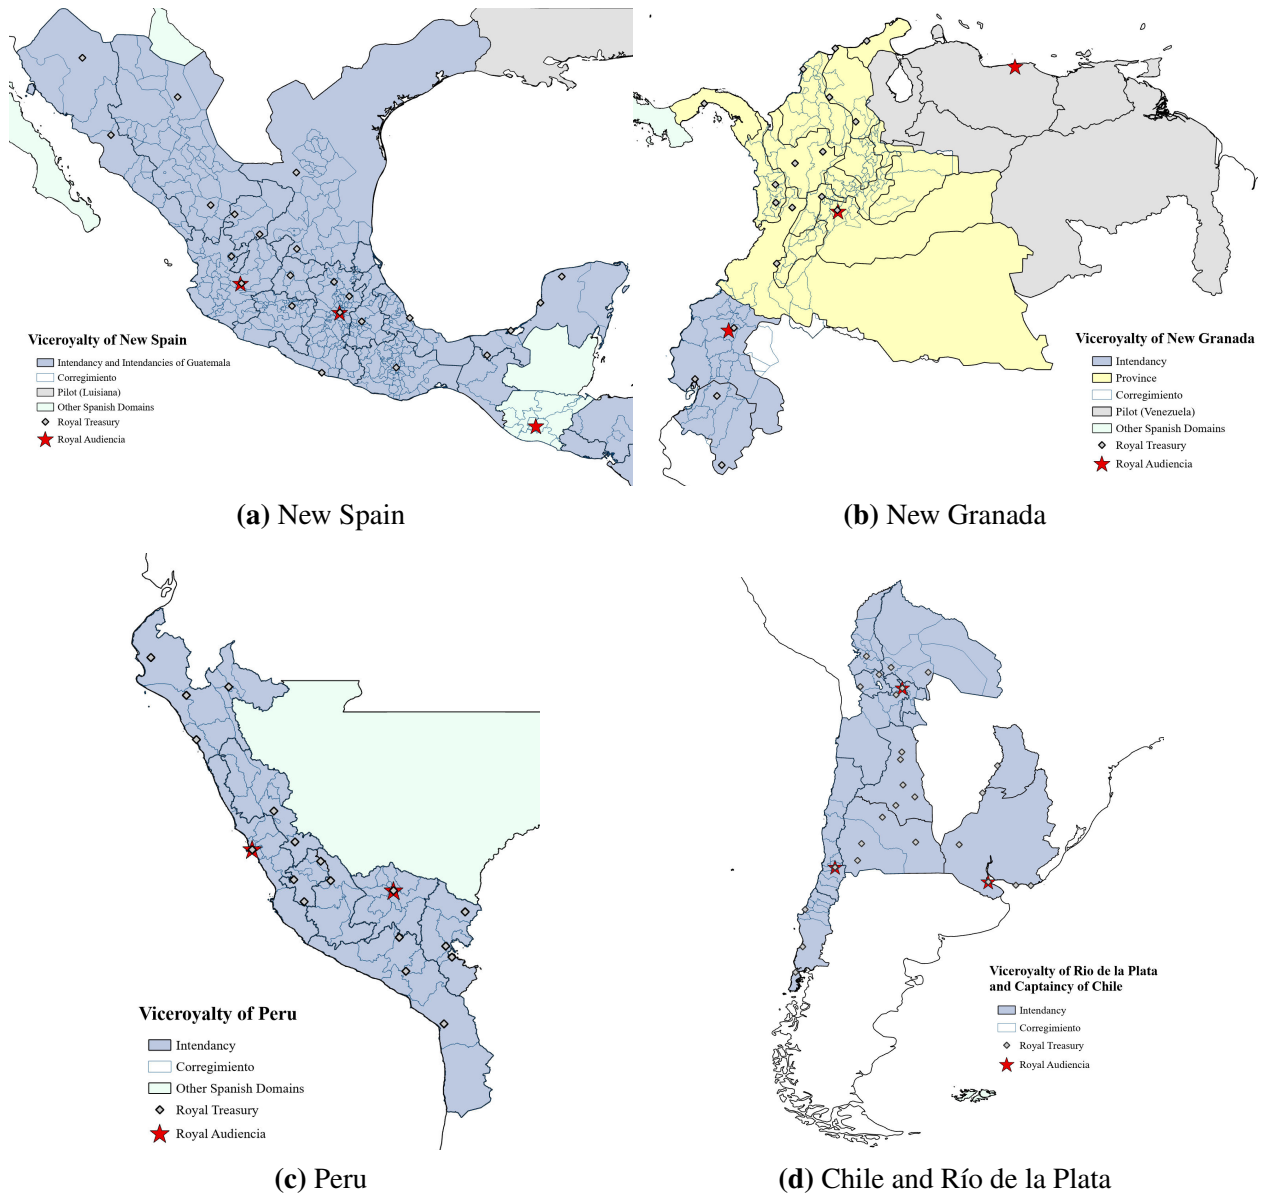 Viceroyalty of New Spain
Intendancy and Intendancies of Guatemala
Corregimiento
Pilot (Luisiana)
Other Spanish Domains
Royal Treasury
Royal Audiencia
(a) New Spain
Viceroyalty of New Granada
Intendancy
Province
Corregimiento
Pilot (Venezuela)
Other Spanish Domains
Royal Treasury
Royal Audiencia
(b) New Granada
Viceroyalty of Peru
Intendancy
Corregimiento
Other Spanish Domains
Royal Treasury
Royal Audiencia
(c) Peru
Viceroyalty of Río de la Plata
and Captaincy of Chile
Intendancy
Corregimiento
Royal Treasury
Royal Audiencia
(d) Chile and Río de la Plata